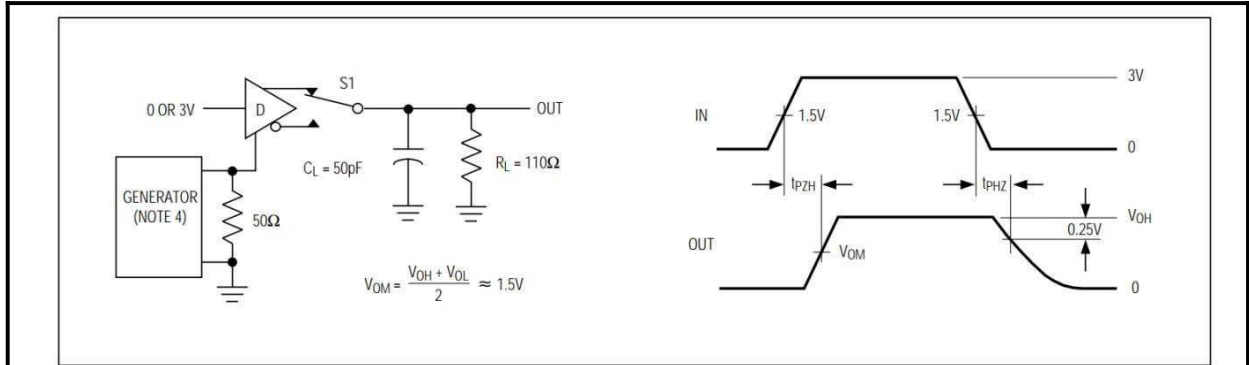 S1
0 OR 3V
D
OUT
C_L = 50pF
R_L = 110Ω
GENERATOR
(NOTE 4)
50Ω
V_OM = (V_OH + V_OL) / 2 ≈ 1.5V
3V
IN
1.5V
1.5V
0
t_PZH
t_PHZ
V_OH
0.25V
OUT
V_OM
0